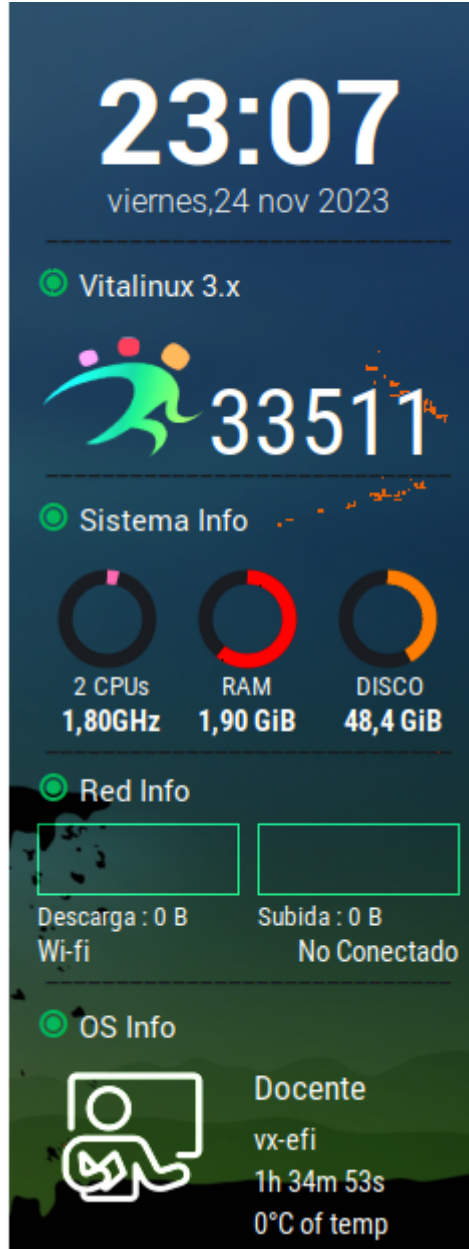 23:07
viernes,24 nov 2023
Vitalinux 3.x
33511
Sistema Info
2 CPUs RAM DISCO
1,80GHz 1,90 GiB 48,4 GiB
Red Info
Descarga : 0 B Subida : 0 B
Wi-fi No Conectado
OS Info
Docente
vx-efi
1h 34m 53s
0°C of temp